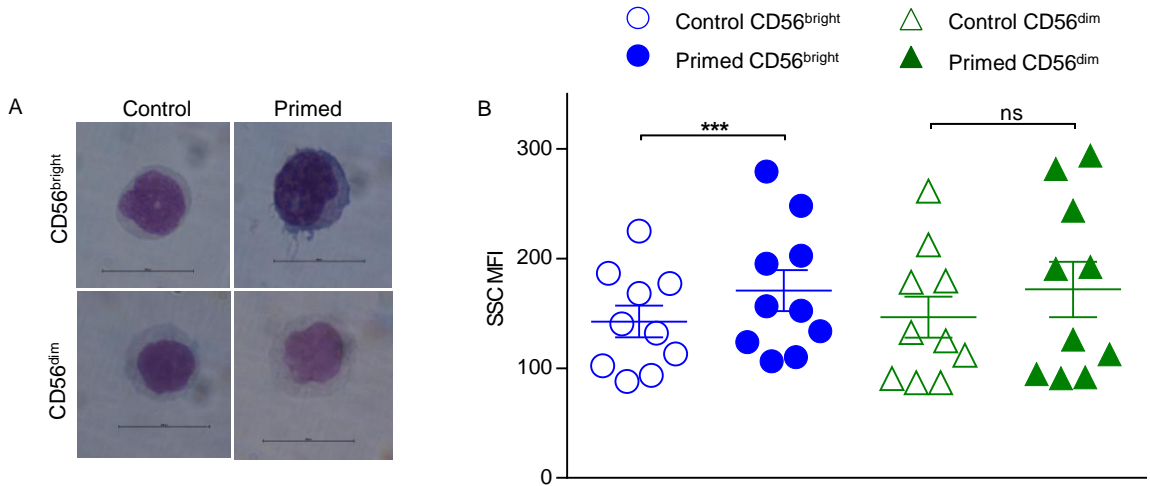 Control CD56bright
Control CD56dim
Primed CD56bright
Primed CD56dim
A
Control
Primed
CD56bright
CD56dim
B
***
ns
SSC MFI
300
200
100
0